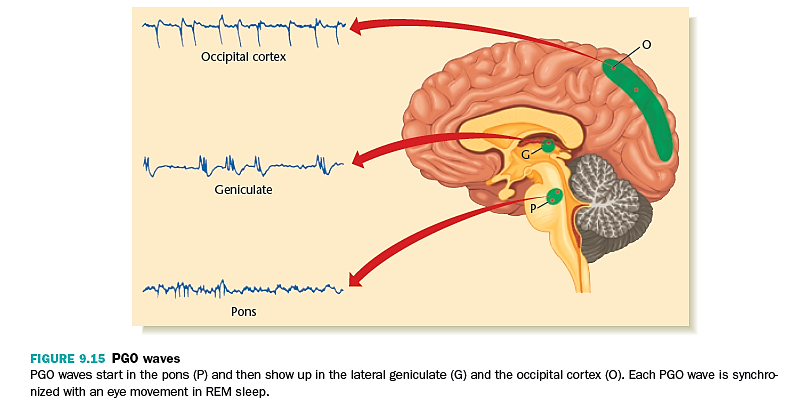 Occipital cortex
O
G
Geniculate
P
Pons
FIGURE 9.15 PGO waves
PGO waves start in the pons (P) and then show up in the lateral geniculate (G) and the occipital cortex (O). Each PGO wave is synchro-
nized with an eye movement in REM sleep.